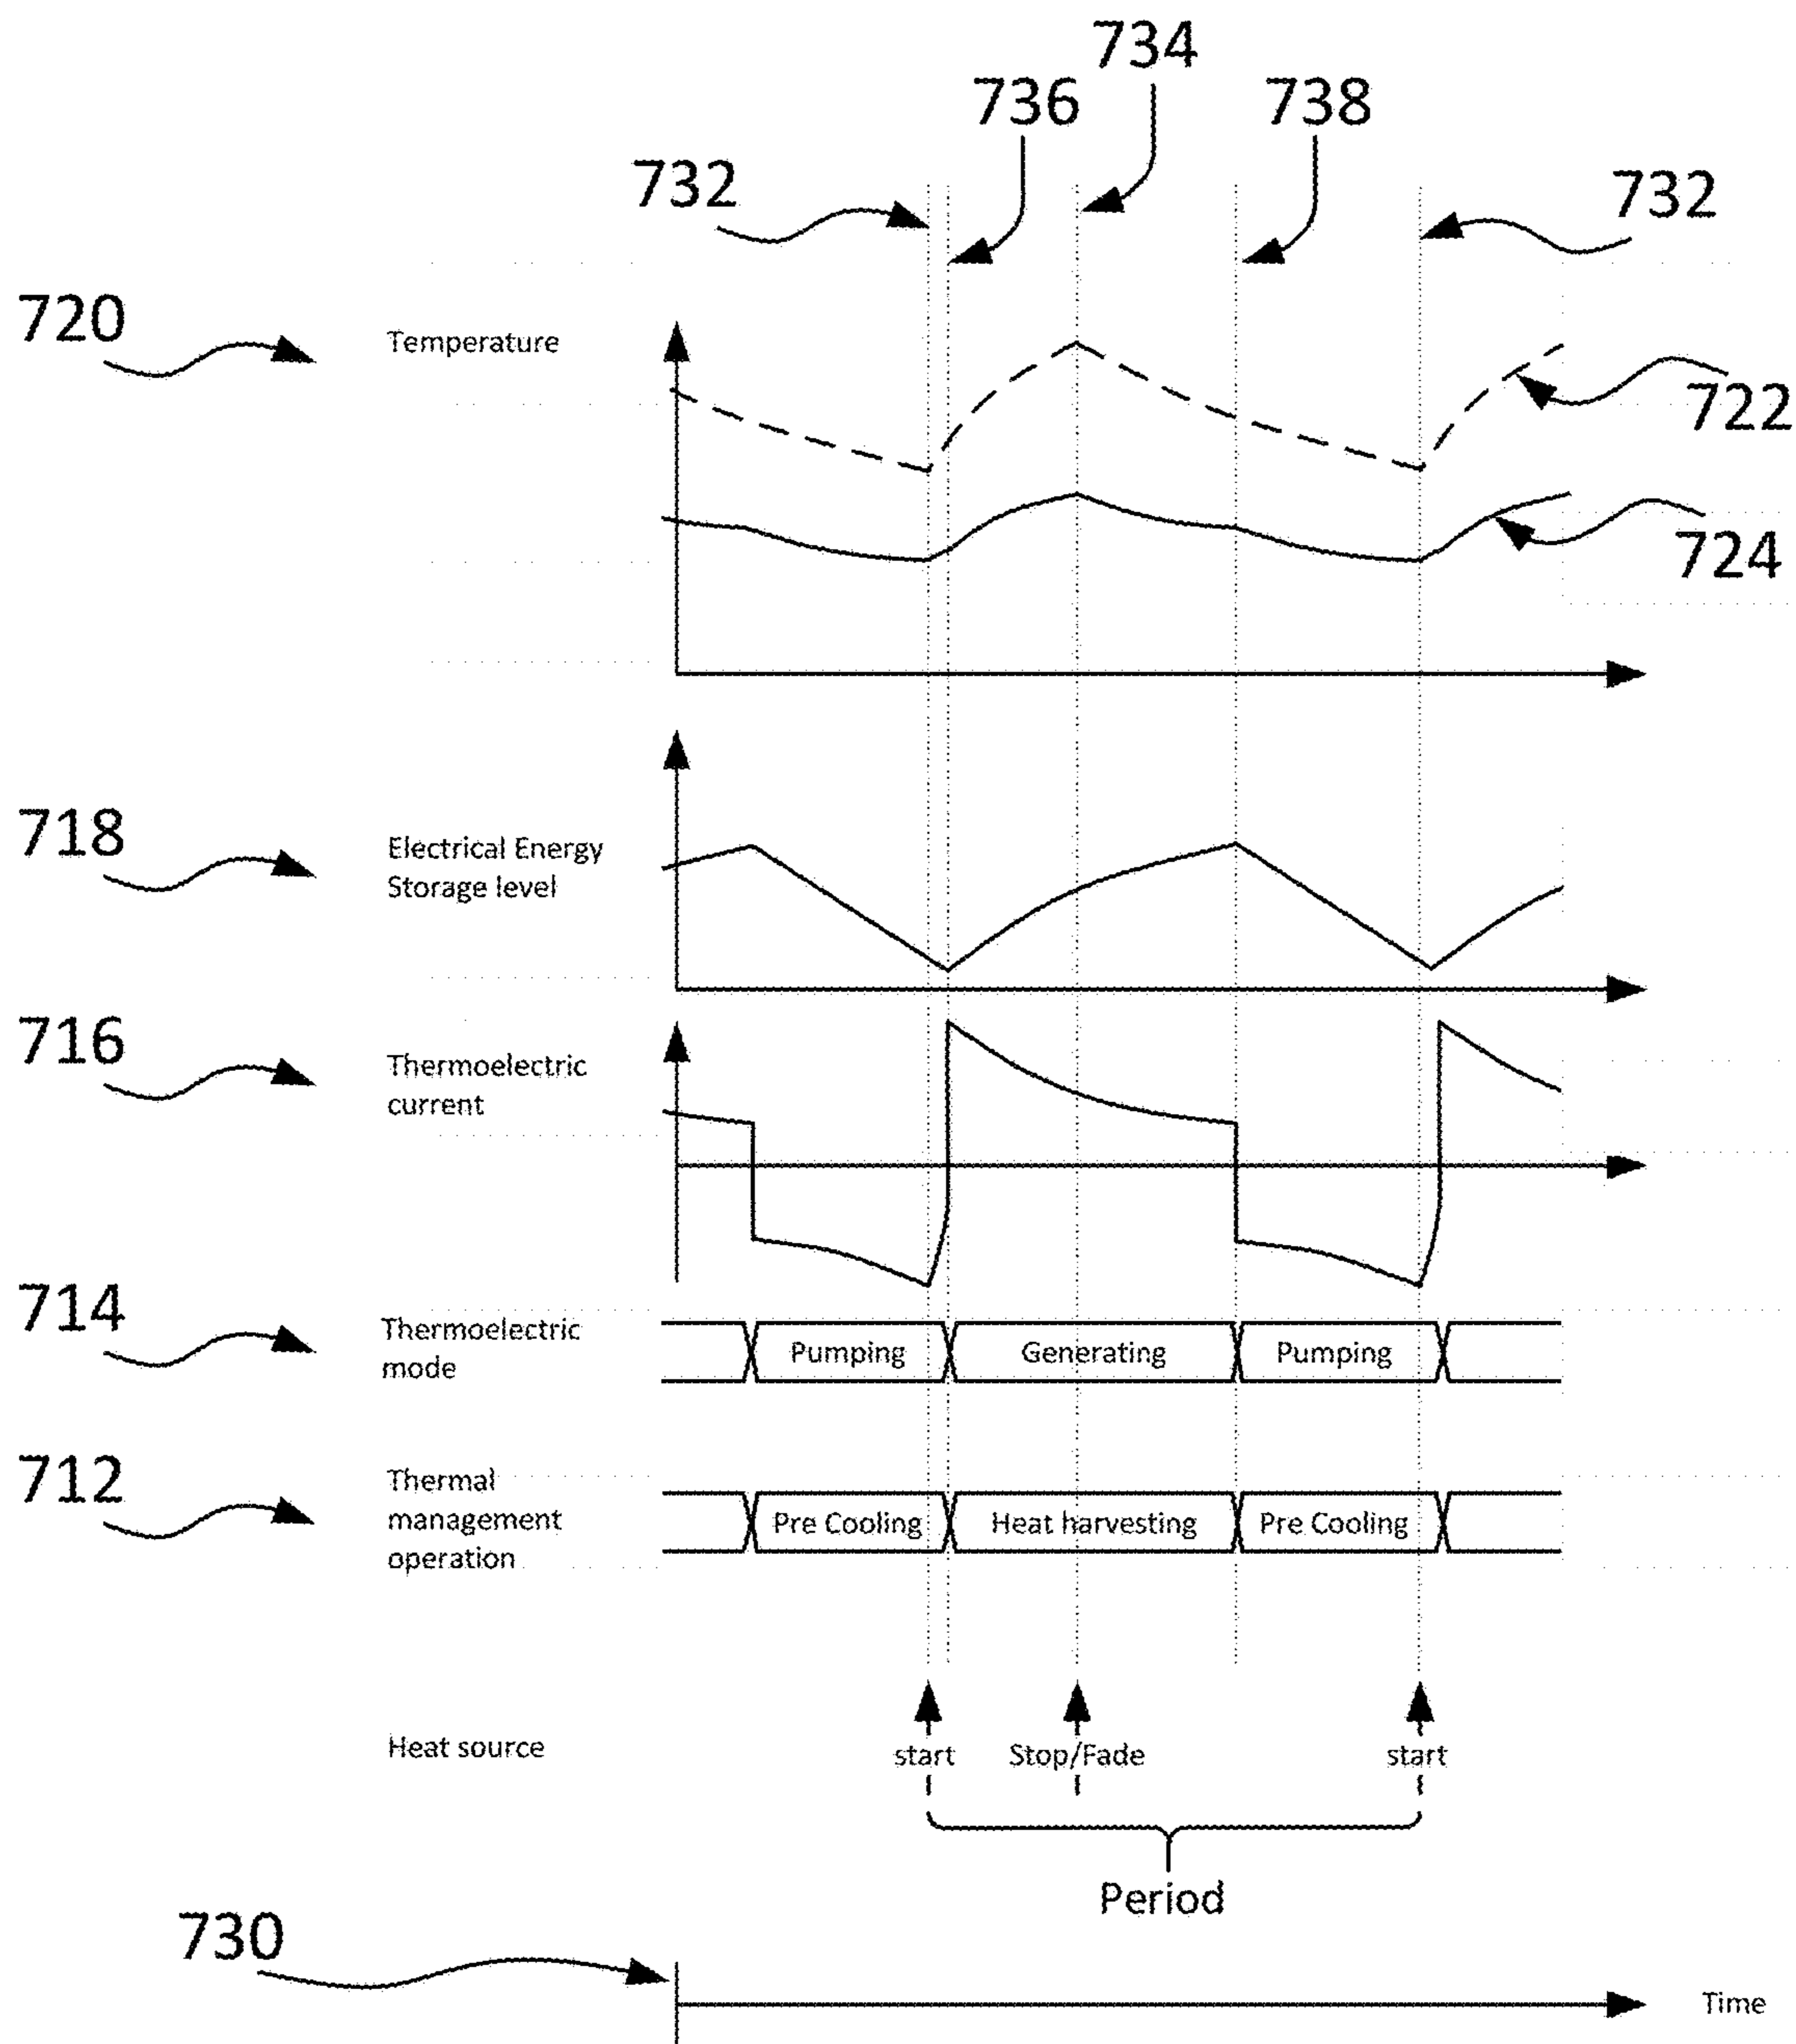 734
736
738
732
732
720
Temperature
722
724
718
Electrical Energy
Storage level
716
Thermoelectric
current
714
Thermoelectric
mode
Pumping
Generating
Pumping
712
Thermal
management
operation
Pre Cooling
Heat harvesting
Pre Cooling
Heat source
start
Stop/Fade
start
Period
730
Time